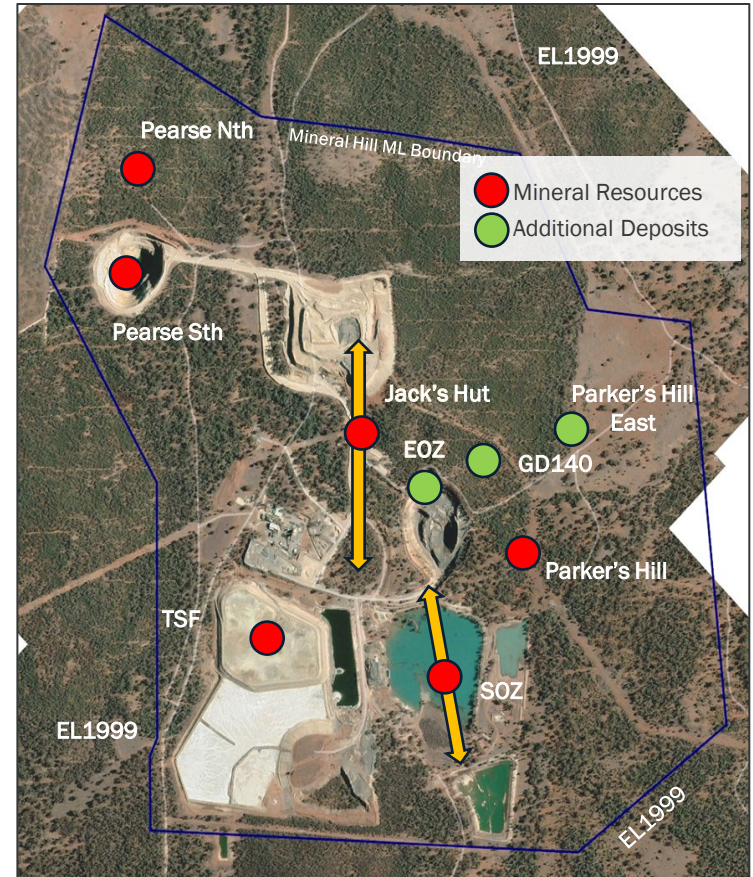 EL1999
Pearse Nth
Mineral Hill ML Boundary
Mineral Resources
Additional Deposits
Pearse Sth
Jack's Hut
Parker's Hill
East
EOZ
GD140
Parker's Hill
TSF
SOZ
EL1999
EL1999